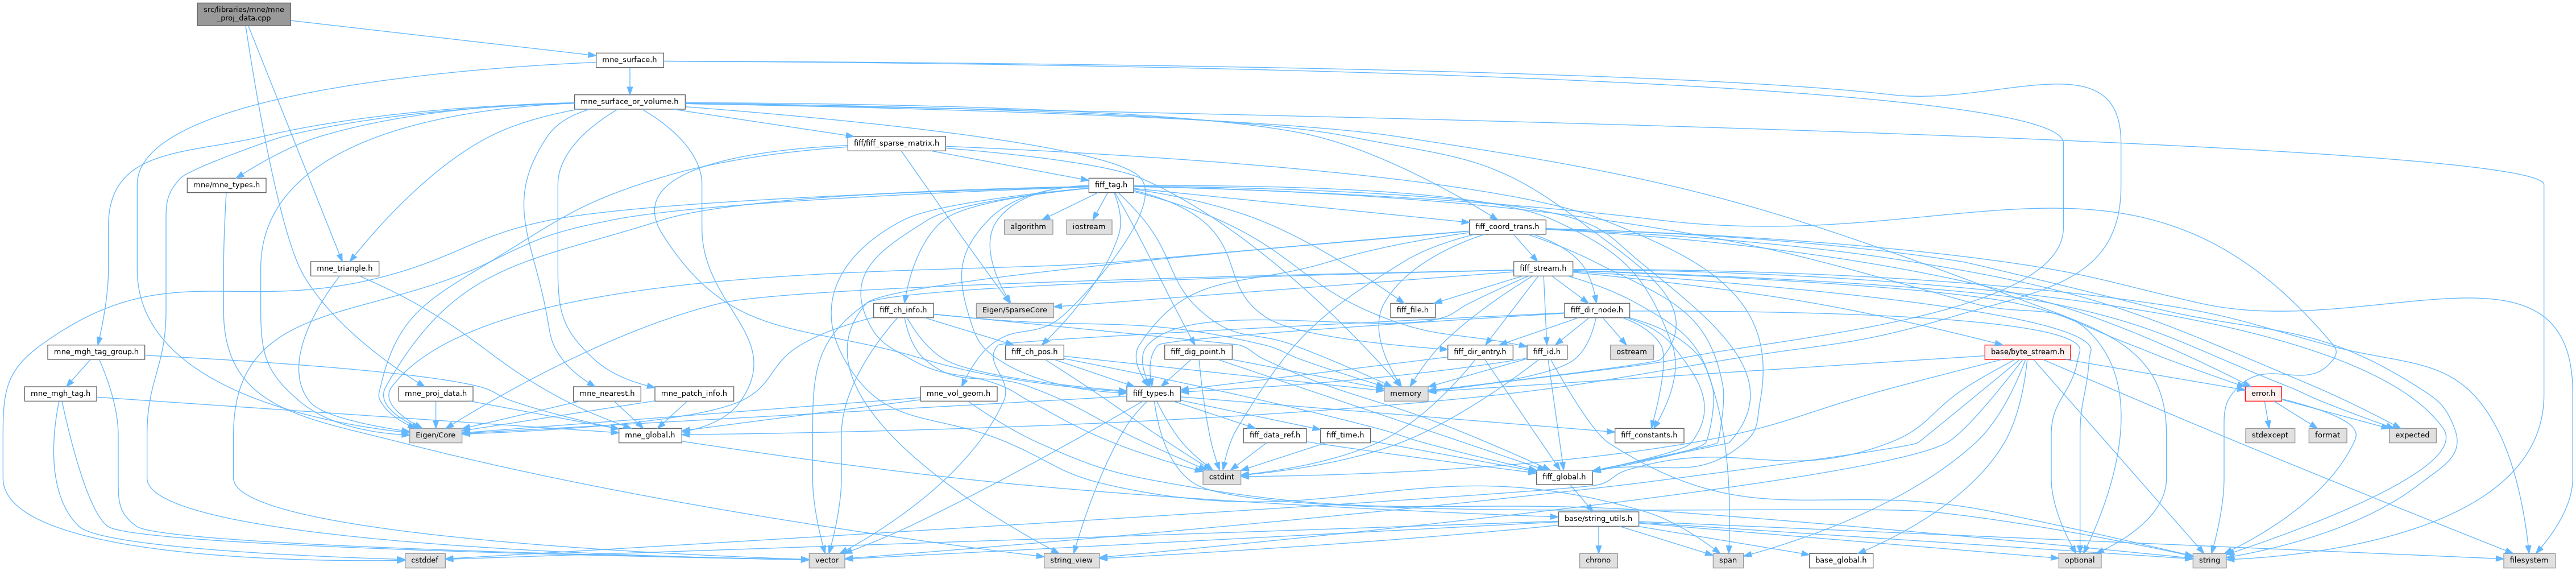 src/libraries/mne/mne
_proj_data.cpp
mne_surface.h
mne_surface_or_volume.h
fiff/fiff_sparse_matrix.h
mne/mne_types.h
fiff_tag.h
algorithm
iostream
fiff_coord_trans.h
mne_triangle.h
fiff_stream.h
Eigen/SparseCore
fiff_ch_info.h
fiff_file.h
fiff_dir_node.h
mne_mgh_tag_group.h
fiff_ch_pos.h
fiff_dig_point.h
fiff_dir_entry.h
fiff_id.h
ostream
base/byte_stream.h
mne_mgh_tag.h
mne_proj_data.h
mne_nearest.h
mne_patch_info.h
mne_vol_geom.h
fiff_types.h
memory
error.h
Eigen/Core
mne_global.h
fiff_data_ref.h
fiff_time.h
fiff_constants.h
stdexcept
format
expected
cstdint
fiff_global.h
base/string_utils.h
cstddef
vector
string_view
chrono
span
base_global.h
optional
string
filesystem